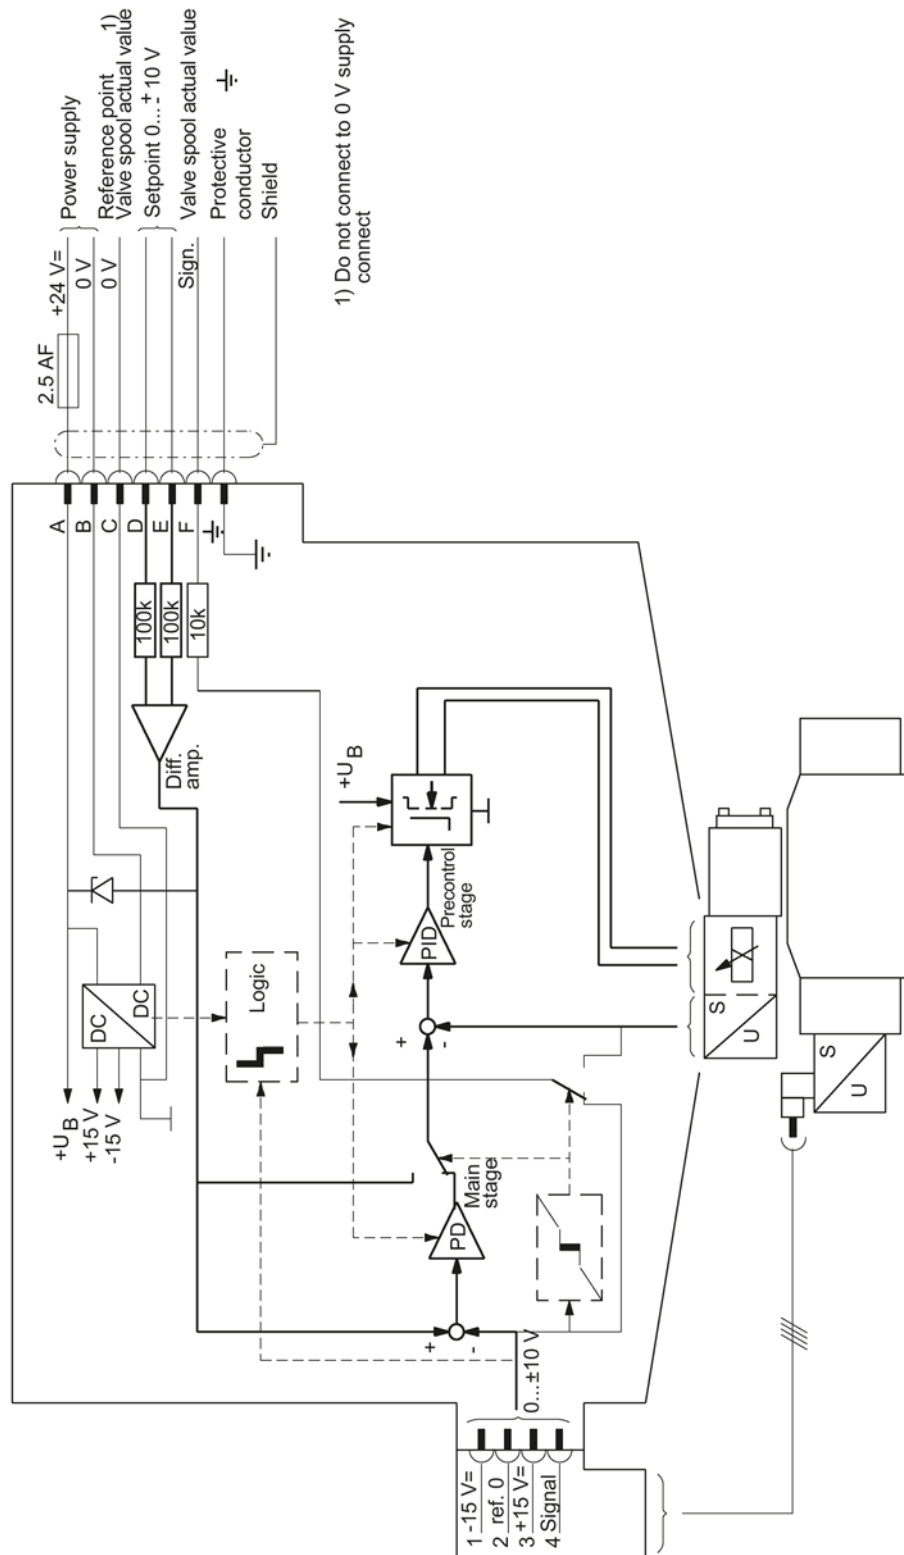 2.5 AF
+24 V=
0 V
0 V
Sign.
Power supply
Reference point 1)
Valve spool actual value
Setpoint 0... ± 10 V
Valve spool actual value
Protective
conductor
Shield
1) Do not connect to 0 V supply
connect
A
B
C
D
E
F
100k
100k
10k
Diff.
amp.
DC
DC
+UB
+15 V
-15 V
Logic
+UB
Precontrol
stage
PID
+
-
Main
stage
PD
+
-
0... ±10 V
1 -15 V=
2 ref. 0
3 +15 V=
4 Signal
S
U
S
U